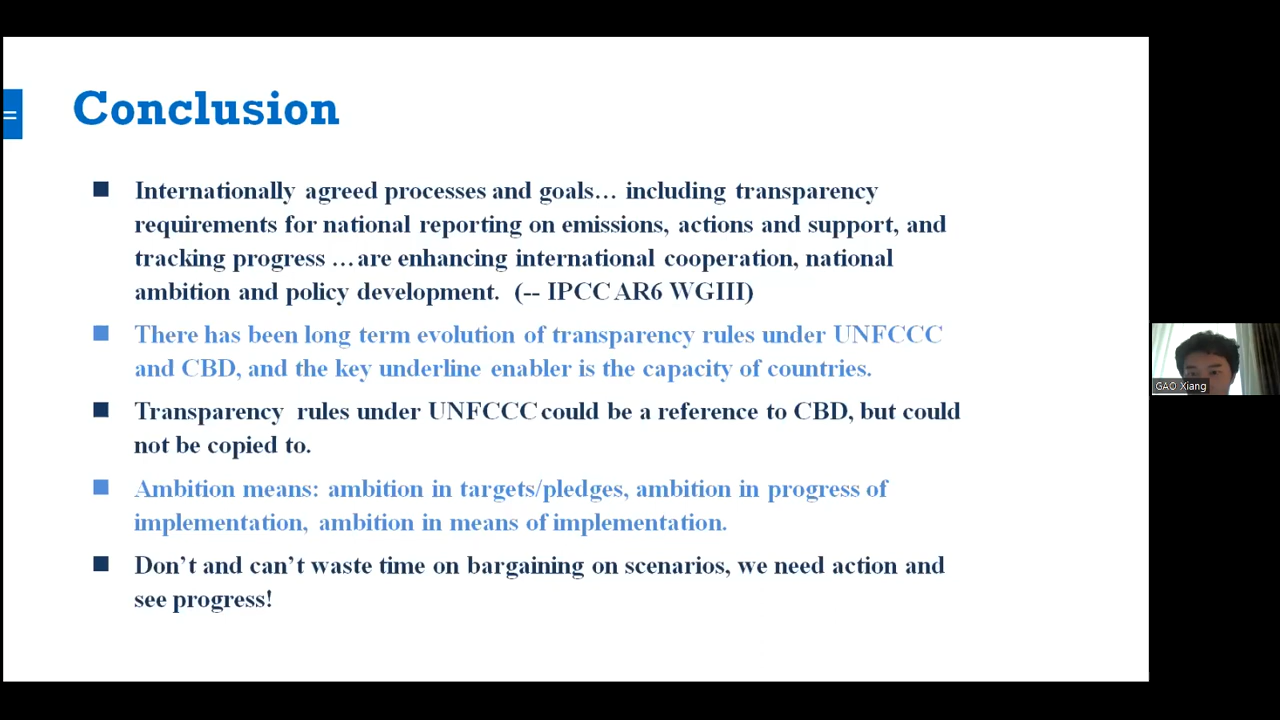 Conclusion
Internationally agreed processes and goals… including transparency
requirements for national reporting on emissions, actions and support, and
tracking progress …are enhancing international cooperation, national
ambition and policy development. (-- IPCC AR6 WGIII)
There has been long term evolution of transparency rules under UNFCCC
and CBD, and the key underline enabler is the capacity of countries.
Transparency rules under UNFCCC could be a reference to CBD, but could
not be copied to.
Ambition means: ambition in targets/pledges, ambition in progress of
implementation, ambition in means of implementation.
Don’t and can’t waste time on bargaining on scenarios, we need action and
see progress!
GAO Xiang